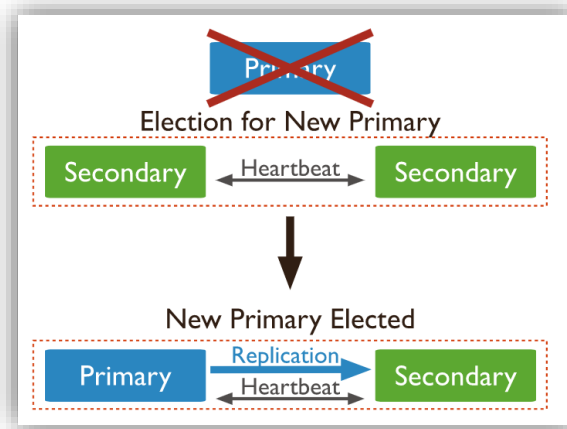 Primary
Election for New Primary
Secondary Heartbeat Secondary
New Primary Elected
Replication
Primary Secondary
Heartbeat